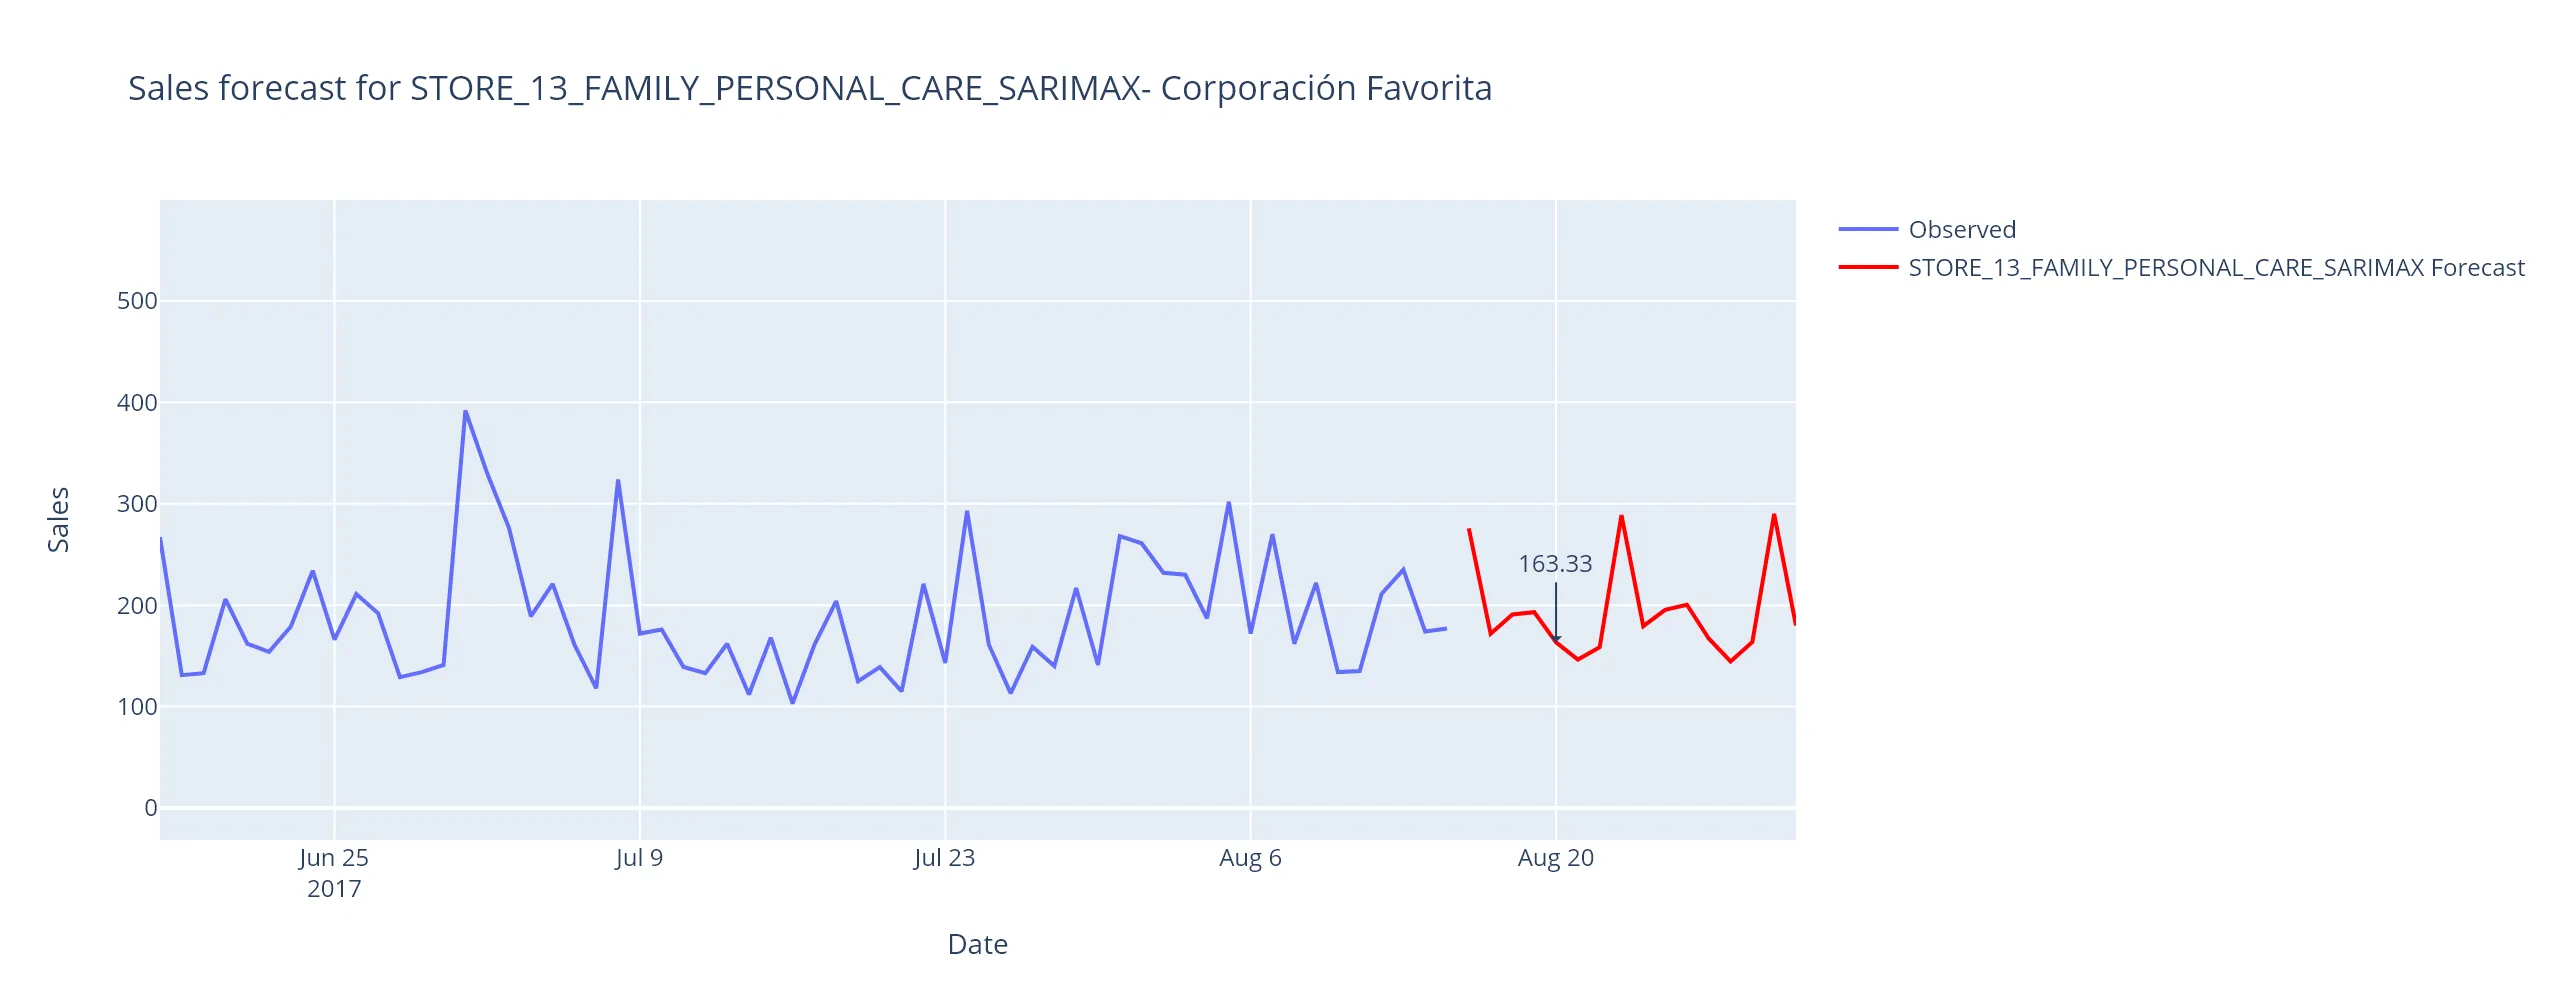 Sales forecast for STORE_13_FAMILY_PERSONAL_CARE_SARIMAX- Corporación Favorita
Observed
STORE_13_FAMILY_PERSONAL_CARE_SARIMAX Forecast
500
400
300
200
100
0
Sales
163.33
Jun 25
2017
Jul 9
Jul 23
Aug 6
Aug 20
Date